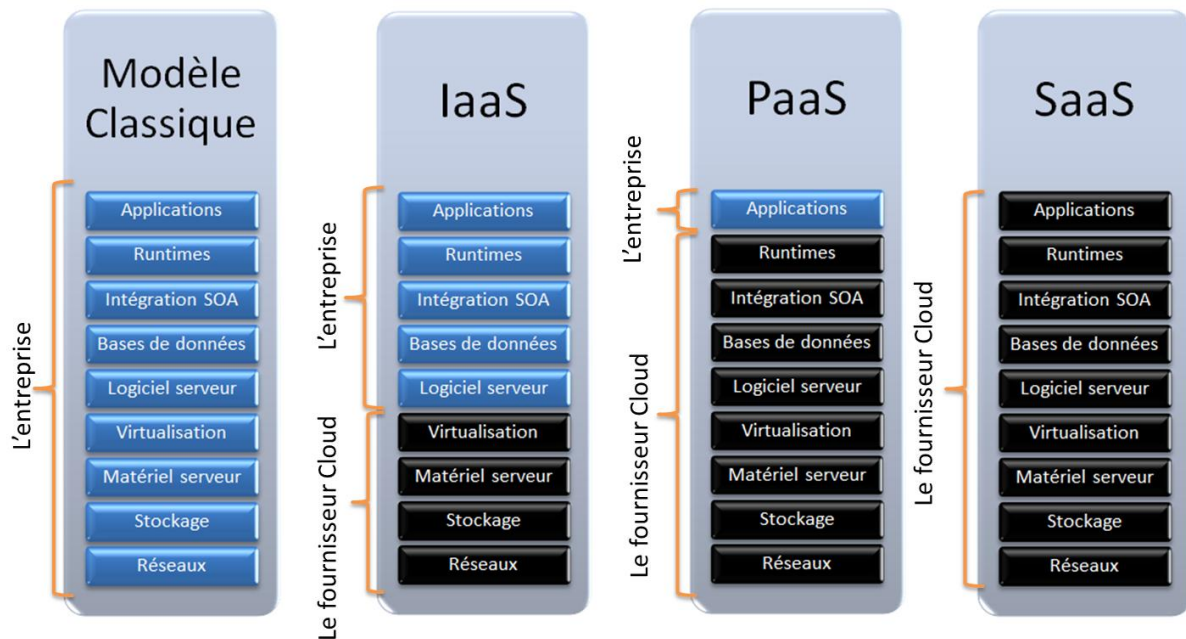 Modèle
Classique
L'entreprise
Applications
Runtimes
Intégration SOA
Bases de données
Logiciel serveur
Virtualisation
Matériel serveur
Stockage
Réseaux
IaaS
L'entreprise
Applications
Runtimes
Intégration SOA
Bases de données
Logiciel serveur
Le fournisseur Cloud
Virtualisation
Matériel serveur
Stockage
Réseaux
PaaS
L'entreprise
Applications
Le fournisseur Cloud
Runtimes
Intégration SOA
Bases de données
Logiciel serveur
Virtualisation
Matériel serveur
Stockage
Réseaux
SaaS
Le fournisseur Cloud
Applications
Runtimes
Intégration SOA
Bases de données
Logiciel serveur
Virtualisation
Matériel serveur
Stockage
Réseaux